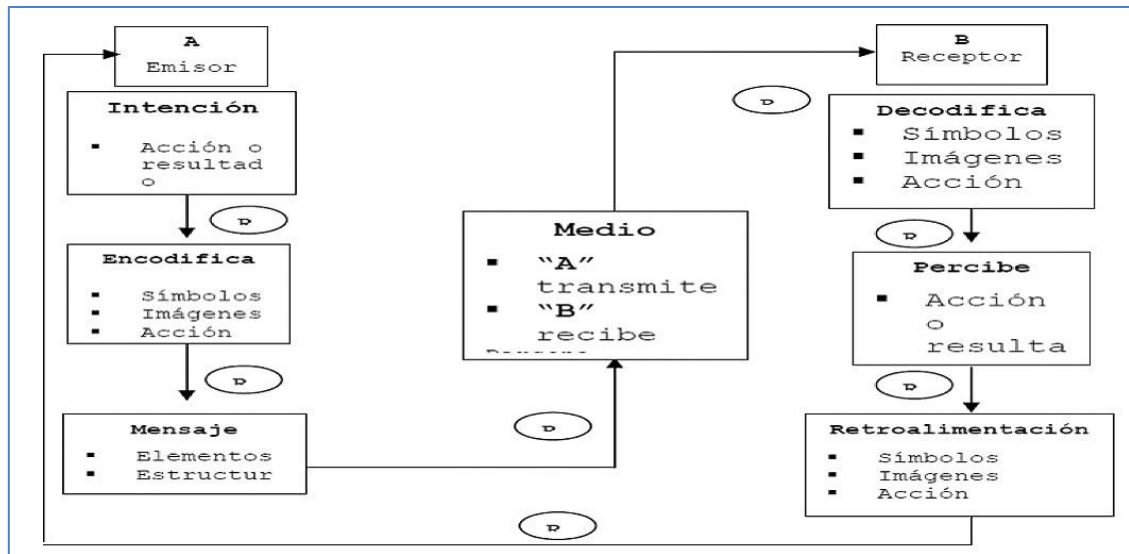 A
Emisor
Intención
▪ Acción o
resultad
o
Encodifica
▪ Símbolos
▪ Imágenes
▪ Acción
Mensaje
▪ Elementos
▪ Estructur
Medio
▪ “A”
transmite
▪ “B”
recibe
B
Receptor
Decodifica
▪ Símbolos
▪ Imágenes
▪ Acción
Percibe
▪ Acción
o
resulta
Retroalimentación
▪ Símbolos
▪ Imágenes
▪ Acción